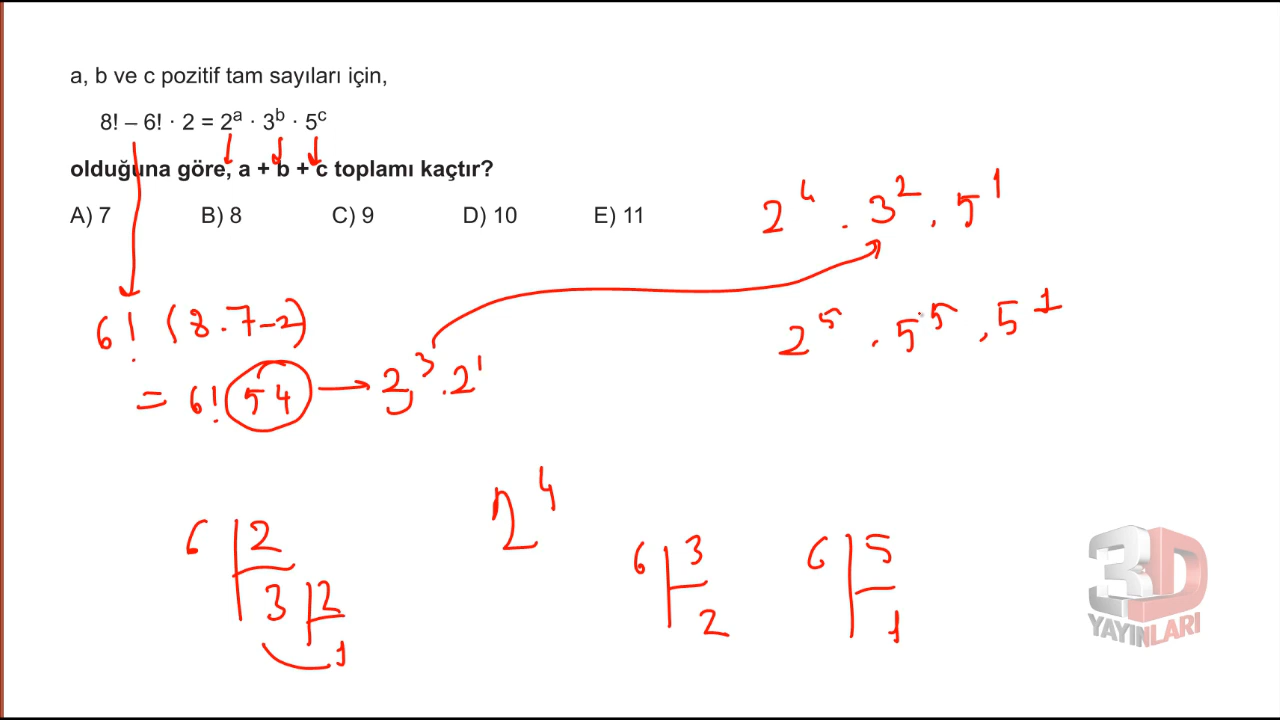 a, b ve c pozitif tam sayıları için,
8! – 6! · 2 = 2^a · 3^b · 5^c
olduğuna göre, a + b + c toplamı kaçtır?
A) 7 B) 8 C) 9 D) 10 E) 11
2^4 . 3^2 . 5^1
6! (8.7-2)
2^5 . 5^5 . 5^1
= 6! 54 → 3^3 . 2^1
2^4
6 2
3 2
1
6 3
2
6 5
1
3D
YAYINLARI